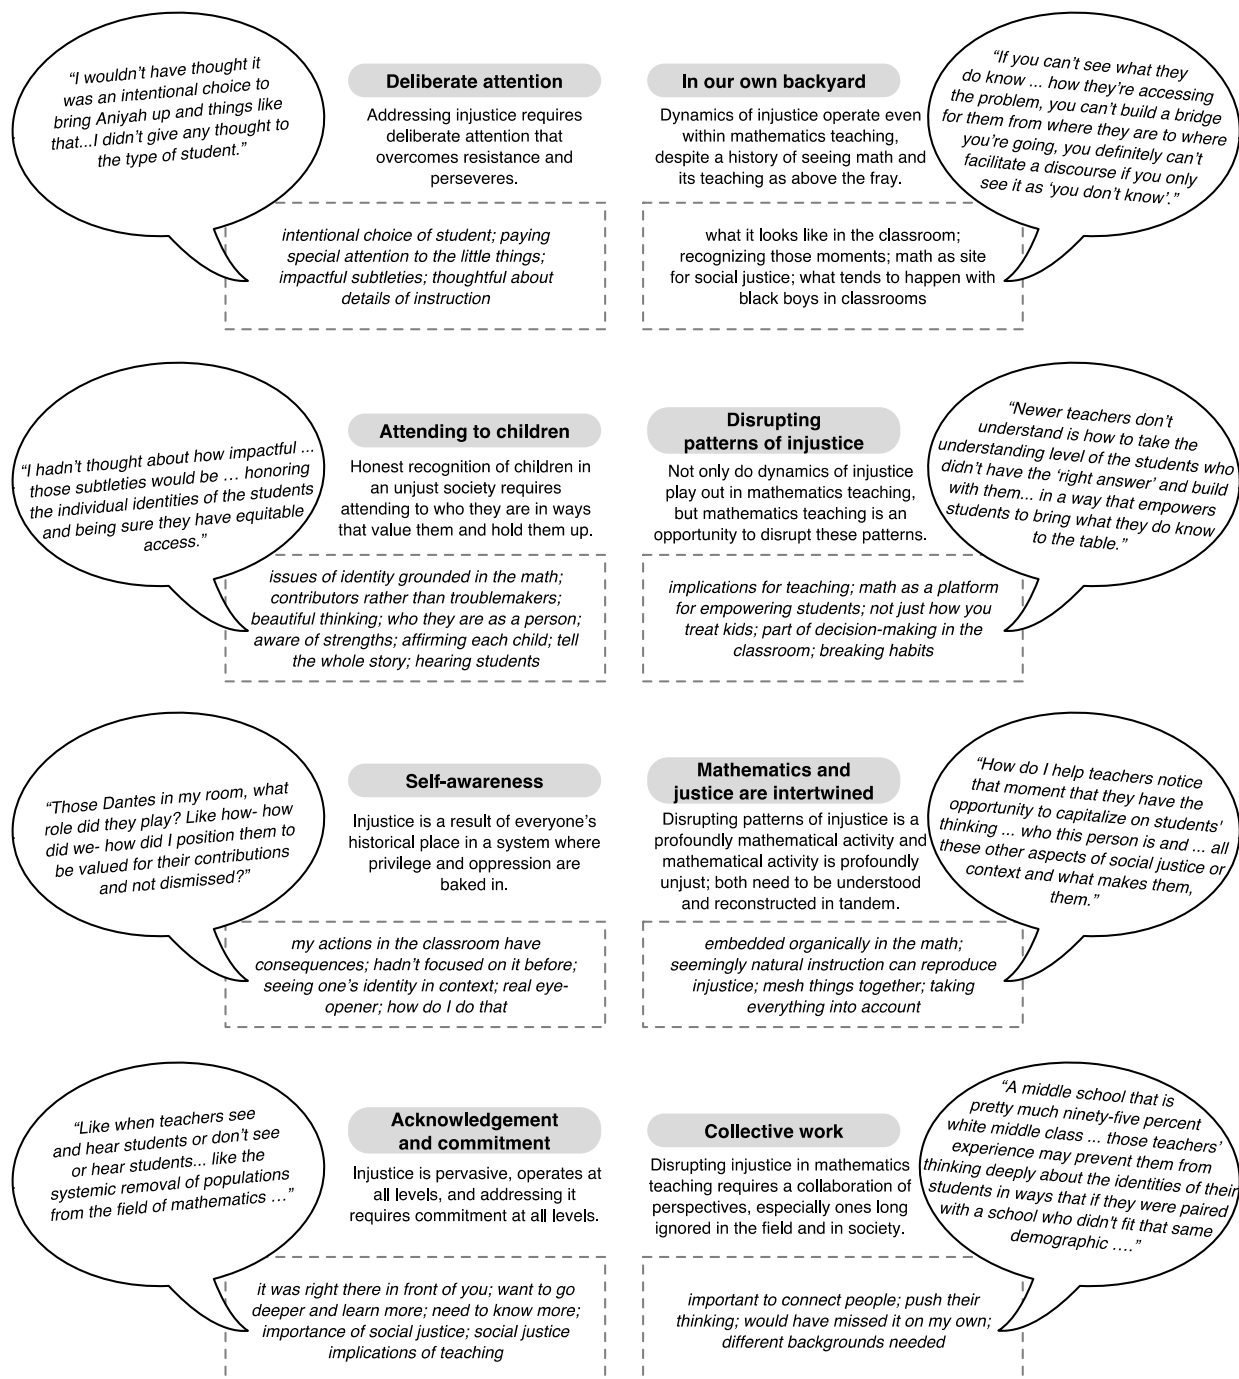 “I wouldn’t have thought it
was an intentional choice to
bring Aniyah up and things like
that...I didn’t give any thought to
the type of student.”
Deliberate attention
Addressing injustice requires
deliberate attention that
overcomes resistance and
perseveres.
intentional choice of student; paying
special attention to the little things;
impactful subtleties; thoughtful about
details of instruction
In our own backyard
Dynamics of injustice operate even
within mathematics teaching,
despite a history of seeing math and
its teaching as above the fray.
what it looks like in the classroom;
recognizing those moments; math as site
for social justice; what tends to happen with
black boys in classrooms
“If you can’t see what they
do know ... how they’re accessing
the problem, you can’t build a bridge
for them from where they are to where
you’re going, you definitely can’t
facilitate a discourse if you only
see it as ‘you don’t know’.”
“I hadn’t thought about how impactful ...
those subtleties would be … honoring
the individual identities of the students
and being sure they have equitable
access.”
Attending to children
Honest recognition of children in
an unjust society requires
attending to who they are in ways
that value them and hold them up.
issues of identity grounded in the math;
contributors rather than troublemakers;
beautiful thinking; who they are as a person;
aware of strengths; affirming each child; tell
the whole story; hearing students
Disrupting
patterns of injustice
Not only do dynamics of injustice
play out in mathematics teaching,
but mathematics teaching is an
opportunity to disrupt these patterns.
implications for teaching; math as a platform
for empowering students; not just how you
treat kids; part of decision-making in the
classroom; breaking habits
“Newer teachers don’t
understand is how to take the
understanding level of the students who
didn’t have the ‘right answer’ and build
with them... in a way that empowers
students to bring what they do know
to the table.”
“Those Dantes in my room, what
role did they play? Like how- how
did we- how did I position them to
be valued for their contributions
and not dismissed?”
Self-awareness
Injustice is a result of everyone’s
historical place in a system where
privilege and oppression are
baked in.
my actions in the classroom have
consequences; hadn’t focused on it before;
seeing one’s identity in context; real eye-
opener; how do I do that
Mathematics and
justice are intertwined
Disrupting patterns of injustice is a
profoundly mathematical activity and
mathematical activity is profoundly
unjust; both need to be understood
and reconstructed in tandem.
embedded organically in the math;
seemingly natural instruction can reproduce
injustice; mesh things together; taking
everything into account
“How do I help teachers notice
that moment that they have the
opportunity to capitalize on students'
thinking ... who this person is and ... all
these other aspects of social justice or
context and what makes them,
them.”
“Like when teachers see
and hear students or don’t see
or hear students... like the
systemic removal of populations
from the field of mathematics …”
Acknowledgement
and commitment
Injustice is pervasive, operates at
all levels, and addressing it
requires commitment at all levels.
it was right there in front of you; want to go
deeper and learn more; need to know more;
importance of social justice; social justice
implications of teaching
Collective work
Disrupting injustice in mathematics
teaching requires a collaboration of
perspectives, especially ones long
ignored in the field and in society.
important to connect people; push their
thinking; would have missed it on my own;
different backgrounds needed
“A middle school that is
pretty much ninety-five percent
white middle class ... those teachers’
experience may prevent them from
thinking deeply about the identities of their
students in ways that if they were paired
with a school who didn’t fit that same
demographic ….”